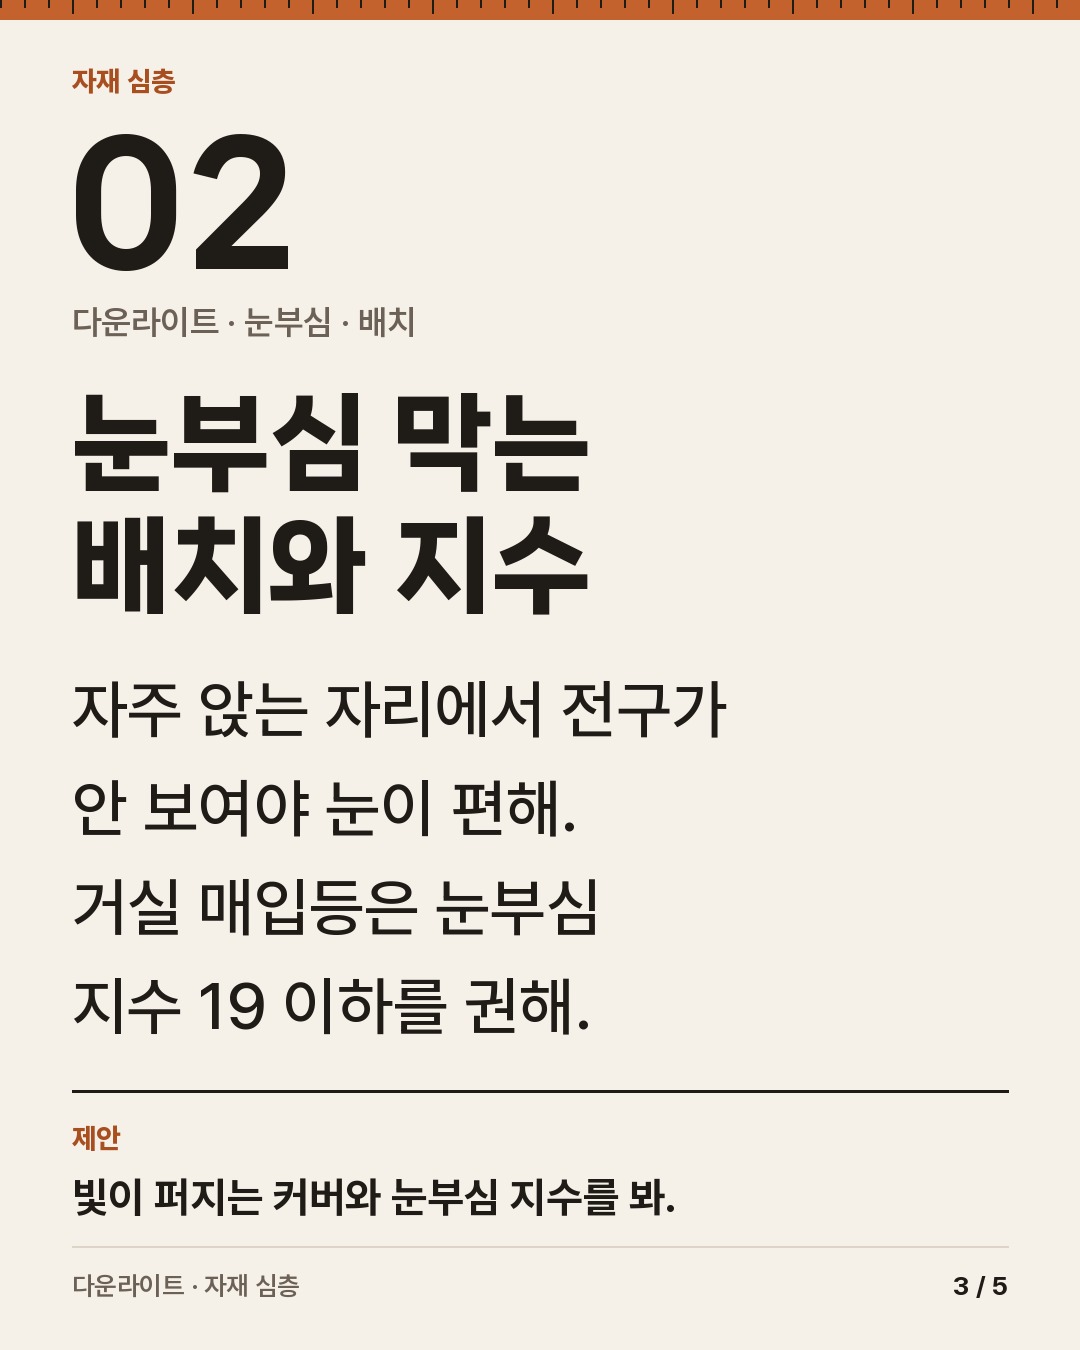 자재 심층
02
다운라이트 · 눈부심 · 배치
눈부심 막는
배치와 지수
자주 앉는 자리에서 전구가
안 보여야 눈이 편해.
거실 매입등은 눈부심
지수 19 이하를 권해.
제안
빛이 퍼지는 커버와 눈부심 지수를 봐.
다운라이트 · 자재 심층
3 / 5